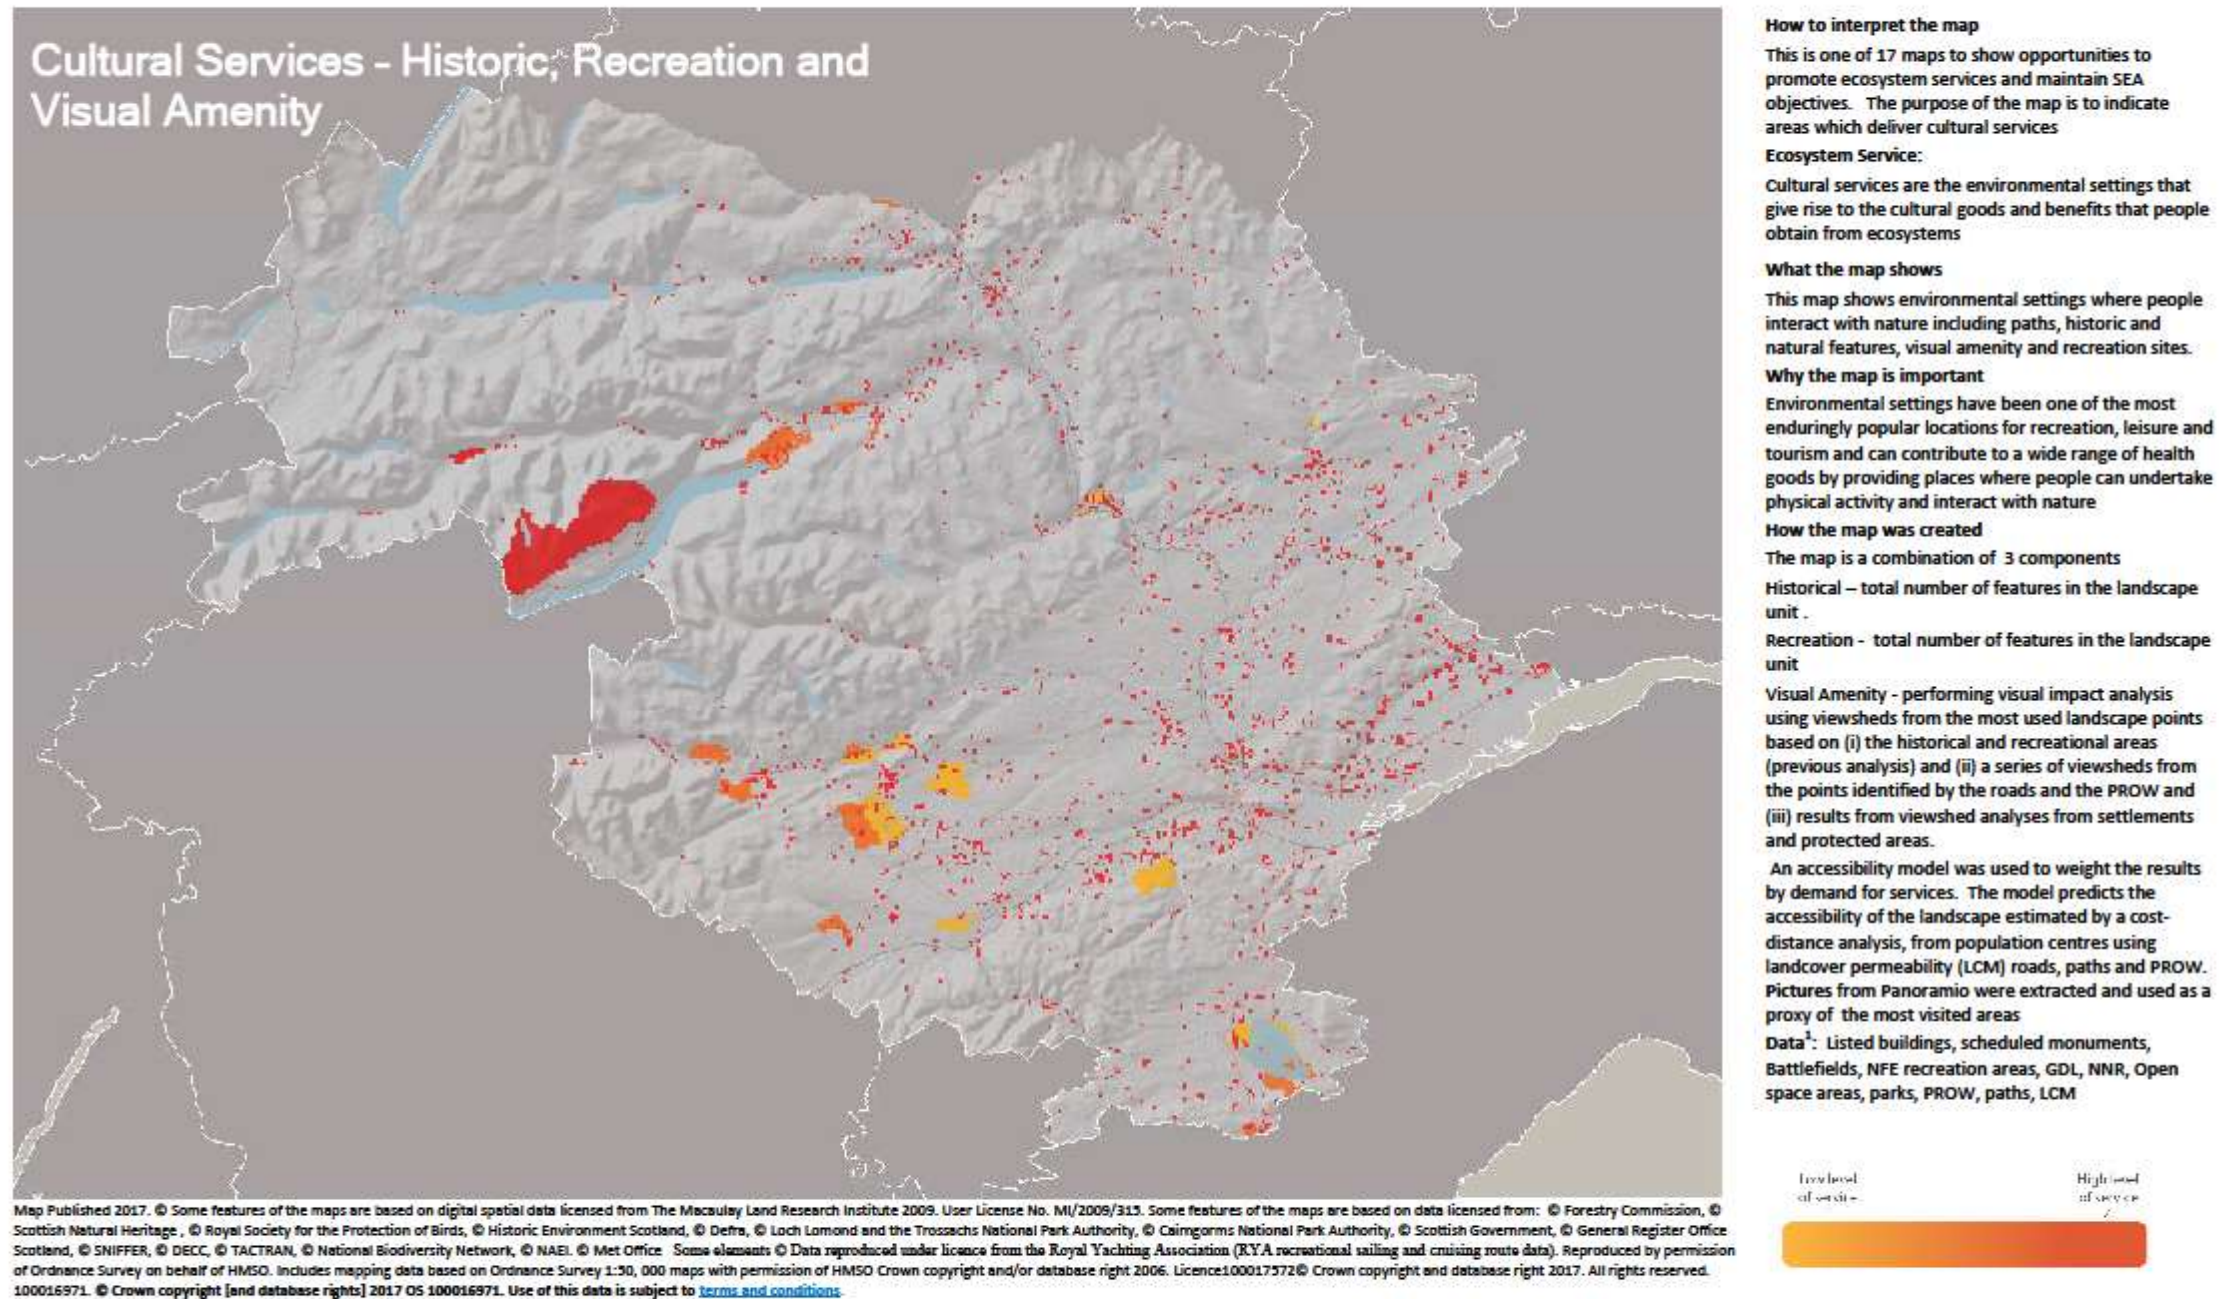 Cultural Services - Historic, Recreation and
Visual Amenity
How to interpret the map
This is one of 17 maps to show opportunities to
promote ecosystem services and maintain SEA
objectives. The purpose of the map is to indicate
areas which deliver cultural services
Ecosystem Service:
Cultural services are the environmental settings that
give rise to the cultural goods and benefits that people
obtain from ecosystems
What the map shows
This map shows environmental settings where people
interact with nature including paths, historic and
natural features, visual amenity and recreation sites.
Why the map is important
Environmental settings have been one of the most
enduringly popular locations for recreation, leisure and
tourism and can contribute to a wide range of health
goods by providing places where people can undertake
physical activity and interact with nature
How the map was created
The map is a combination of 3 components
Historical – total number of features in the landscape
unit .
Recreation - total number of features in the landscape
unit
Visual Amenity - performing visual impact analysis
using viewsheds from the most used landscape points
based on (i) the historical and recreational areas
(previous analysis) and (ii) a series of viewsheds from
the points identified by the roads and the PROW and
(iii) results from viewshed analyses from settlements
and protected areas.
An accessibility model was used to weight the results
by demand for services. The model predicts the
accessibility of the landscape estimated by a cost-
distance analysis, from population centres using
landcover permeability (LCM) roads, paths and PROW.
Pictures from Panoramio were extracted and used as a
proxy of the most visited areas
Data¹: Listed buildings, scheduled monuments,
Battlefields, NFE recreation areas, GDL, NNR, Open
space areas, parks, PROW, paths, LCM
Low level
of service
High level
of service
Map Published 2017. © Some features of the maps are based on digital spatial data licensed from The Macaulay Land Research Institute 2009. User License No. MI/2009/315. Some features of the maps are based on data licensed from: © Forestry Commission, ©
Scottish Natural Heritage , © Royal Society for the Protection of Birds, © Historic Environment Scotland, © Defra, © Loch Lomond and the Trossachs National Park Authority, © Cairngorms National Park Authority, © Scottish Government, © General Register Office
Scotland, © SNIFFER, © DECC, © TACTRAN, © National Biodiversity Network, © NAEI. © Met Office Some elements © Data reproduced under licence from the Royal Yachting Association (RYA recreational sailing and cruising route data). Reproduced by permission
of Ordnance Survey on behalf of HMSO. Includes mapping data based on Ordnance Survey 1:50, 000 maps with permission of HMSO Crown copyright and/or database right 2006. Licence100017572© Crown copyright and database right 2017. All rights reserved.
100016971. © Crown copyright [and database rights] 2017 OS 100016971. Use of this data is subject to terms and conditions.